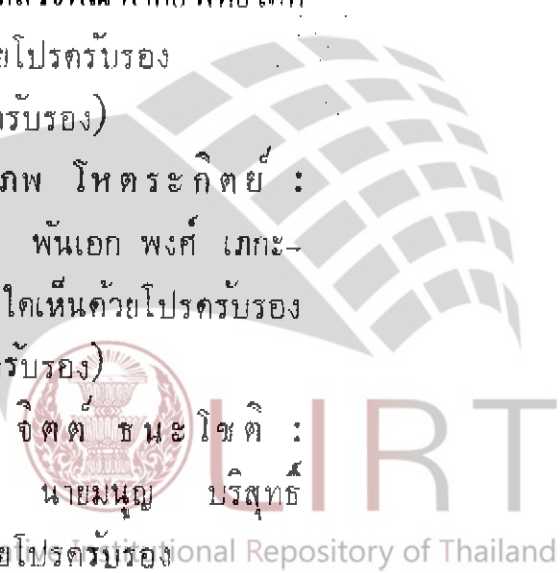 ยโปรดรับรอง
รับรอง)
ภพ โหตระกิตย์ :
พันเอก พงศ์ เภกะ-
ใดเห็นด้วยโปรดรับรอง
รับรอง)
จิตต์ ธนะโชติ :
LIRT
นายมนูญ บริสุทธิ์
ยโปรดรับรอง
Institutional Repository of Thailand